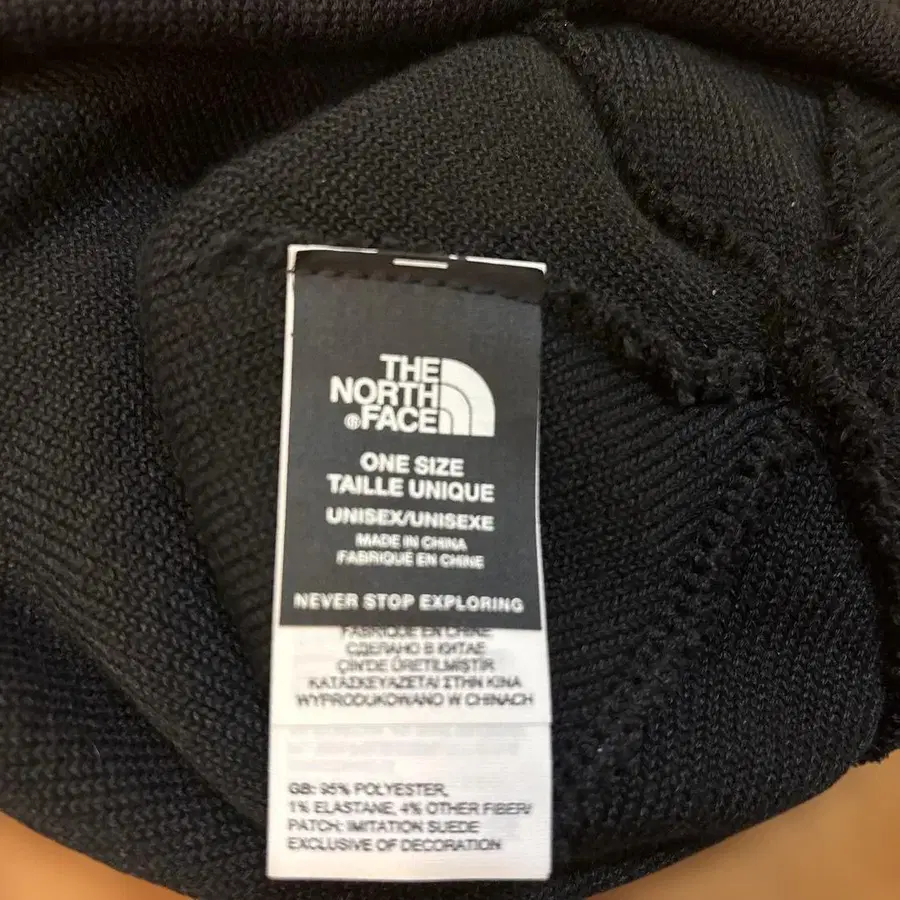 THE
NORTH
®FACE
ONE SIZE
TAILLE UNIQUE
UNISEX/UNISEXE
MADE IN CHINA
FABRIQUÉ EN CHINE
NEVER STOP EXPLORING
FABRIQUÉ EN CHINE
СДЕЛАНО В КИТАЕ
ÇİN'DE ÜRETİLMİŞTİR
ΚΑΤΑΣΚΕΥΑΖΕΤΑΙ ΣΤΗΝ ΚΙΝΑ
WYPRODUKOWANO W CHINACH
GB: 95% POLYESTER,
1% ELASTANE, 4% OTHER FIBER/
PATCH: IMITATION SUEDE
EXCLUSIVE OF DECORATION